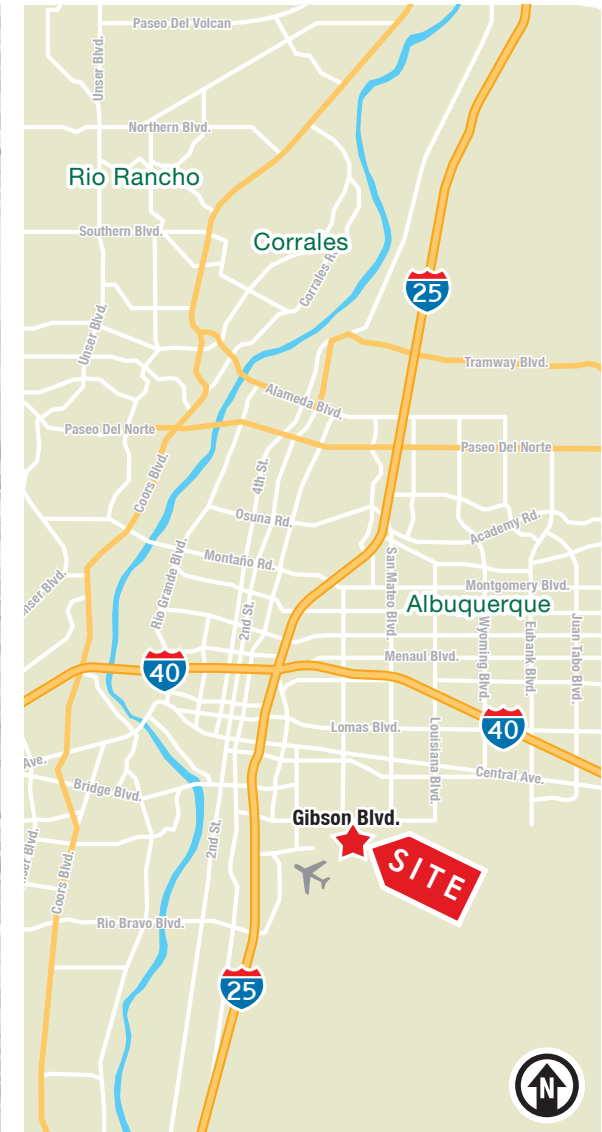 Paseo Del Volcan
Unser Blvd.
Northern Blvd.
Rio Rancho
Southern Blvd.
Corrales
Corrales R
25
Unser Blvd.
Tramway Blvd.
Alameda Blvd.
Paseo Del Norte
Paseo Del Norte
Coors Blvd.
4th St.
Osuna Rd.
Academy Rd.
Montaño Rd.
San Mateo Blvd.
Rio Grande Blvd.
2nd St.
nser Blvd.
Montgomery Blvd.
Albuquerque
Wyoming Blvd.
Eubank Blvd.
Juan Tabo Blvd.
Menaul Blvd.
40
Lomas Blvd.
Louisiana Blvd.
40
Ave.
Central Ave.
Bridge Blvd.
Gibson Blvd.
2nd St.
SITE
ser Blvd.
Coors Blvd.
Rio Bravo Blvd.
25
N